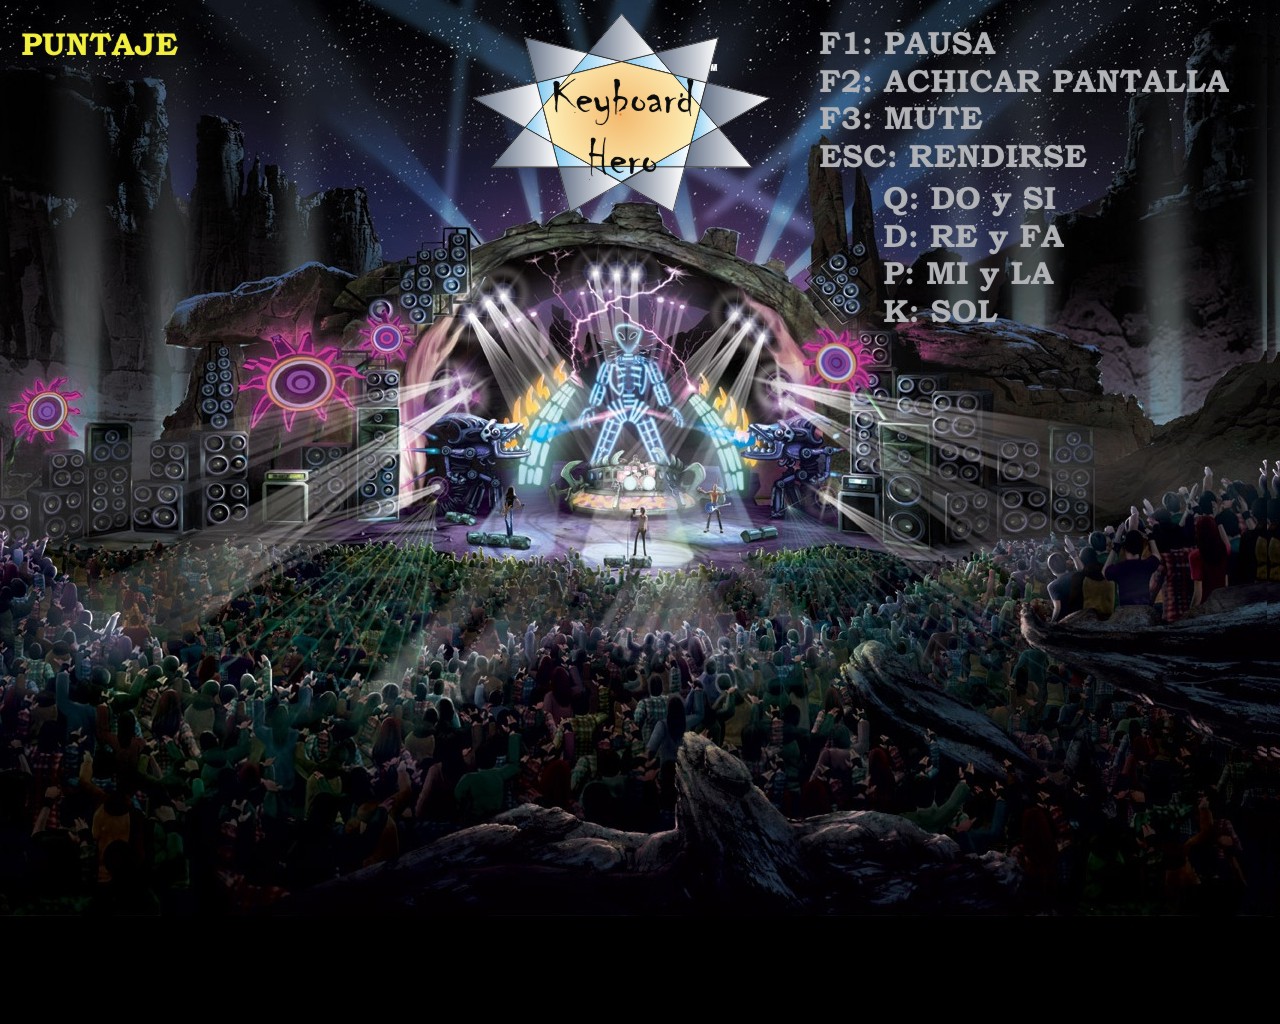 PUNTAJE
Keyboard
Hero
F1: PAUSA
F2: ACHICAR PANTALLA
F3: MUTE
ESC: RENDIRSE
Q: DO y SI
D: RE y FA
P: MI y LA
K: SOL